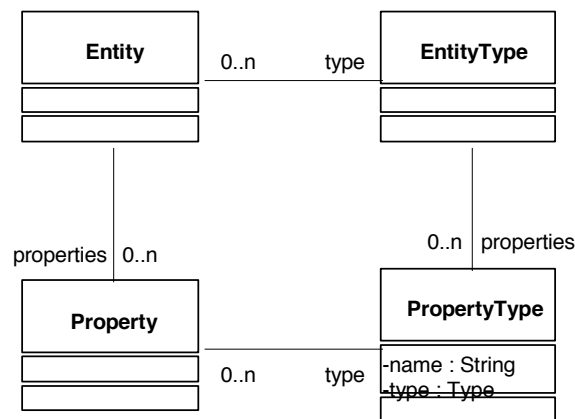 Entity
EntityType
0..n
type
properties
0..n
0..n
properties
Property
PropertyType
0..n
type
-name : String
-type : Type